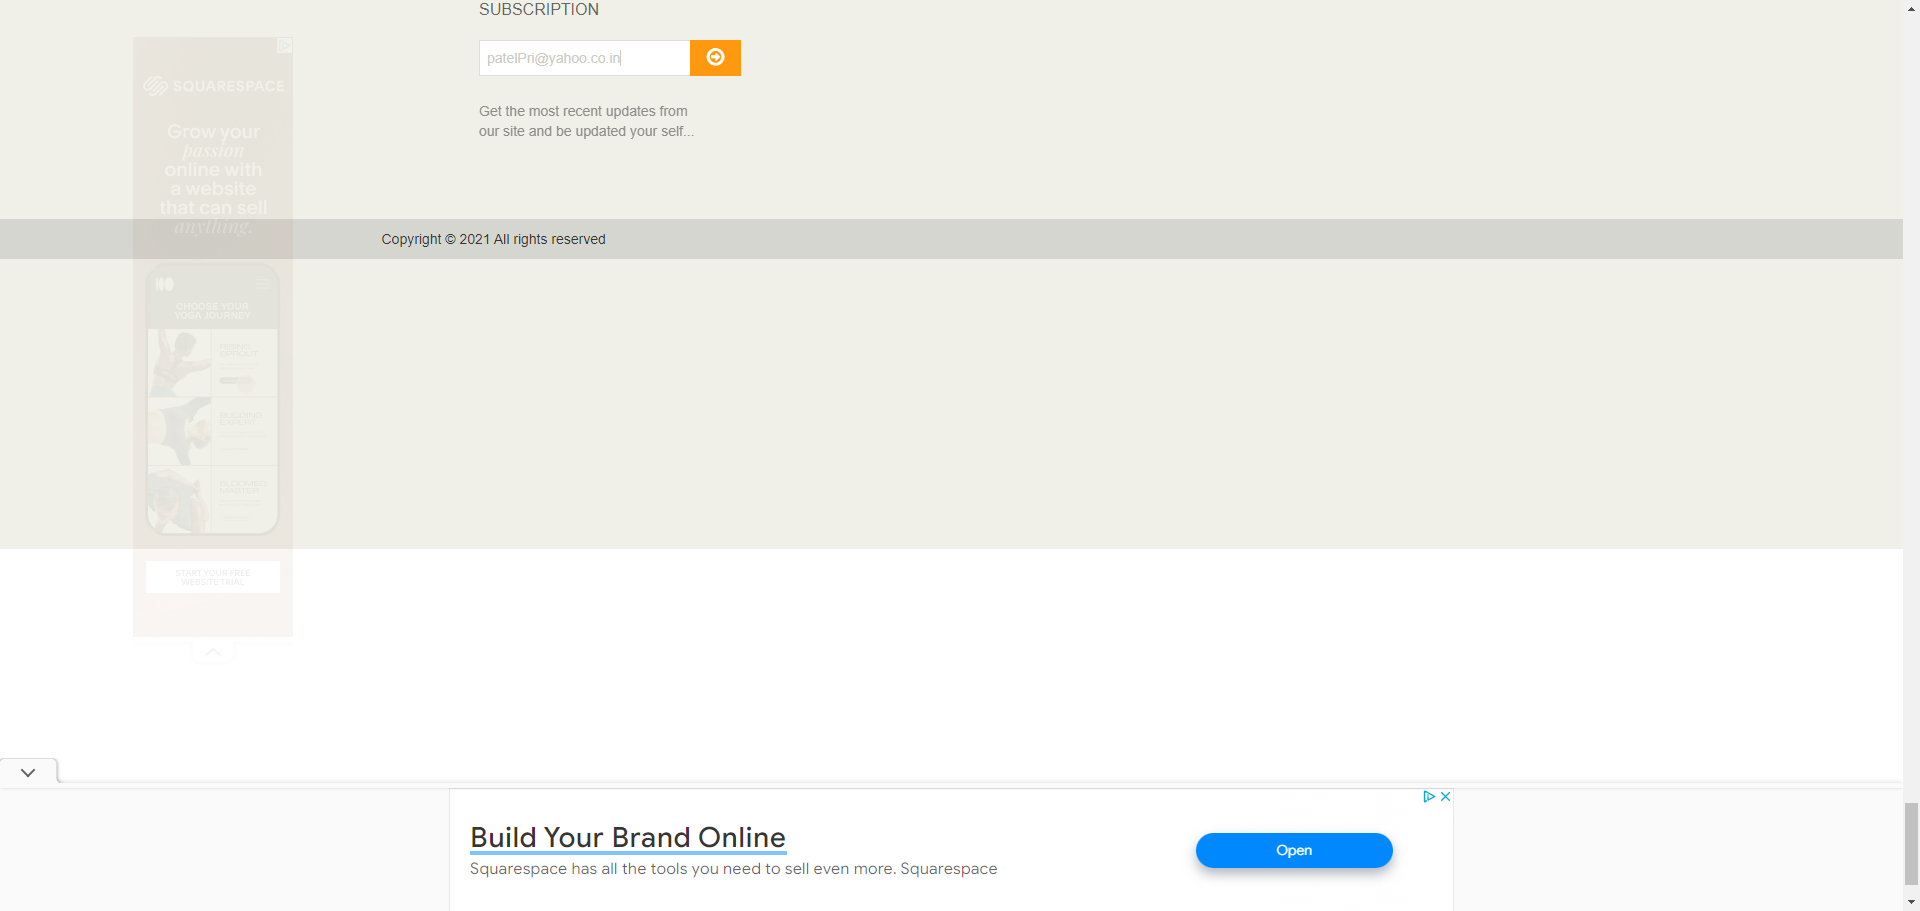 SUBSCRIPTION
patelPri@yahoo.co.in
Get the most recent updates from
our site and be updated your self...
SQUARESPACE
Grow your
passion
online with
a website
that can sell
anything.
Copyright © 2021 All rights reserved
CHOOSE YOUR
YOGA JOURNEY
START YOUR FREE
WEBSITE TRIAL
Build Your Brand Online
Squarespace has all the tools you need to sell even more. Squarespace
Open